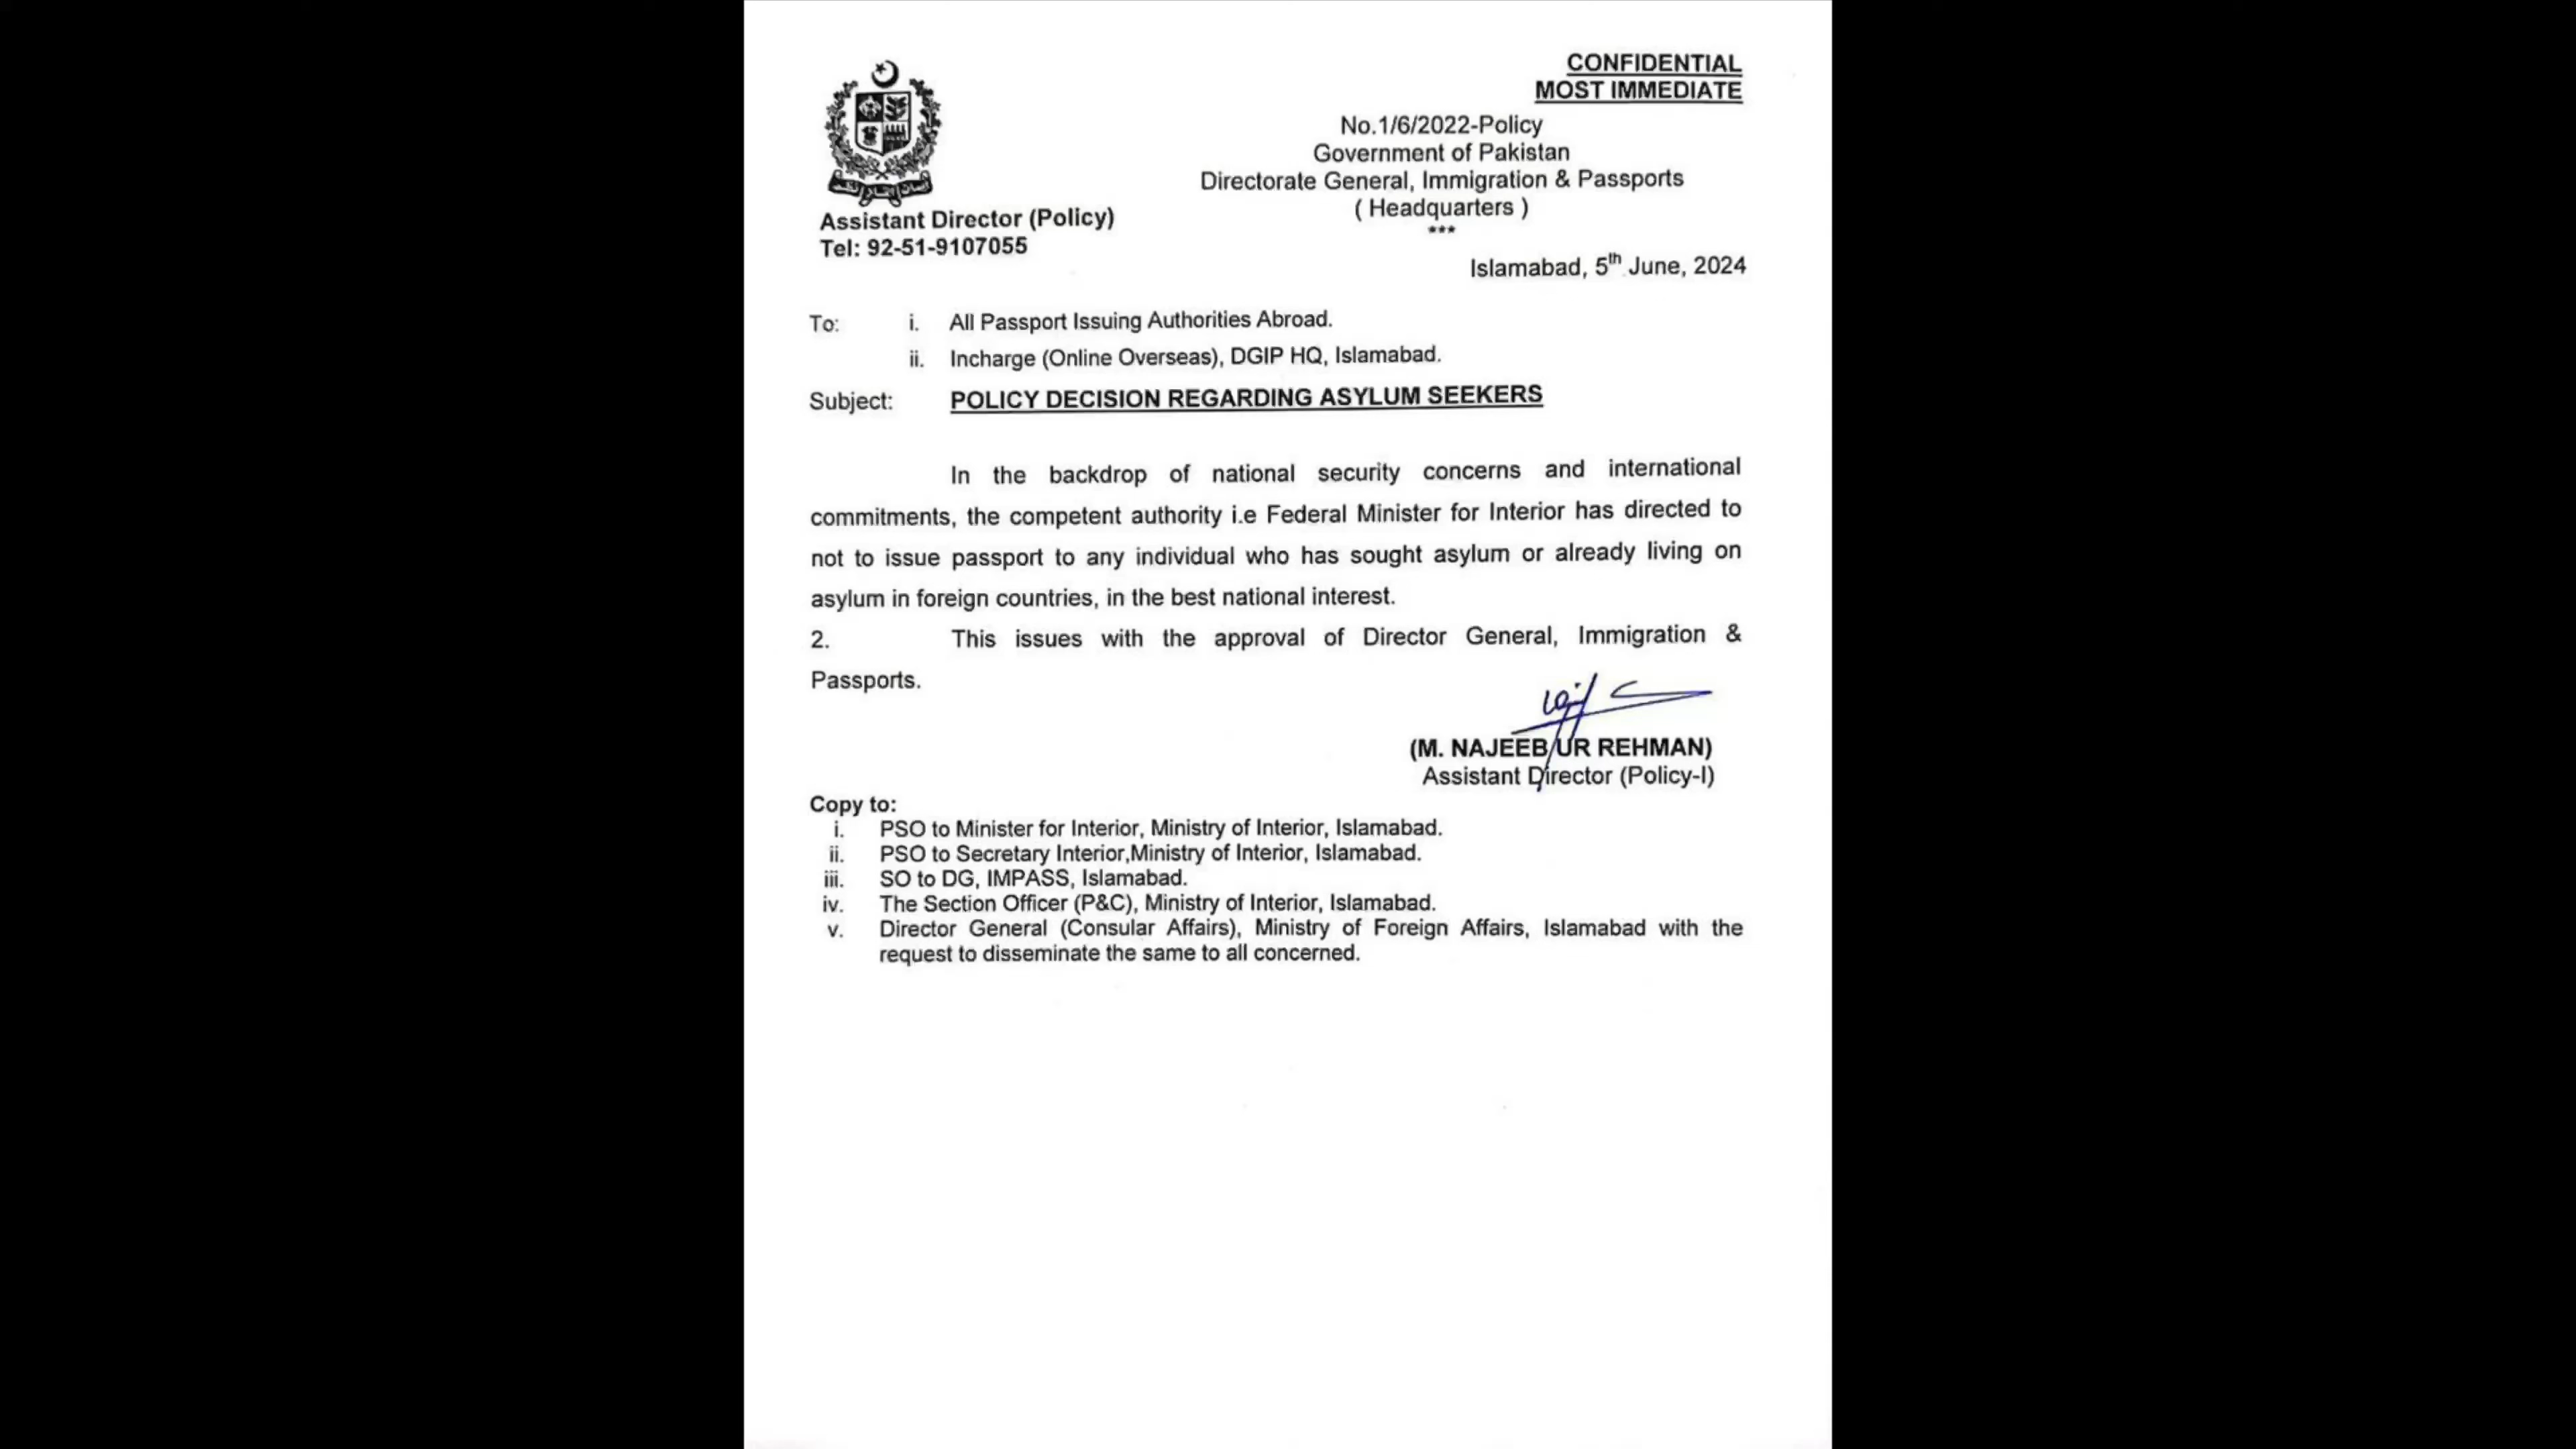 CONFIDENTIAL
MOST IMMEDIATE
No.1/6/2022-Policy
Government of Pakistan
Directorate General, Immigration & Passports
( Headquarters )
***
Assistant Director (Policy)
Tel: 92-51-9107055
Islamabad, 5th June, 2024
To: i. All Passport Issuing Authorities Abroad.
ii. Incharge (Online Overseas), DGIP HQ, Islamabad.
Subject: POLICY DECISION REGARDING ASYLUM SEEKERS
In the backdrop of national security concerns and international
commitments, the competent authority i.e Federal Minister for Interior has directed to
not to issue passport to any individual who has sought asylum or already living on
asylum in foreign countries, in the best national interest.
2. This issues with the approval of Director General, Immigration &
Passports.
(M. NAJEEB UR REHMAN)
Assistant Director (Policy-I)
Copy to:
i. PSO to Minister for Interior, Ministry of Interior, Islamabad.
ii. PSO to Secretary Interior,Ministry of Interior, Islamabad.
iii. SO to DG, IMPASS, Islamabad.
iv. The Section Officer (P&C), Ministry of Interior, Islamabad.
v. Director General (Consular Affairs), Ministry of Foreign Affairs, Islamabad with the
request to disseminate the same to all concerned.